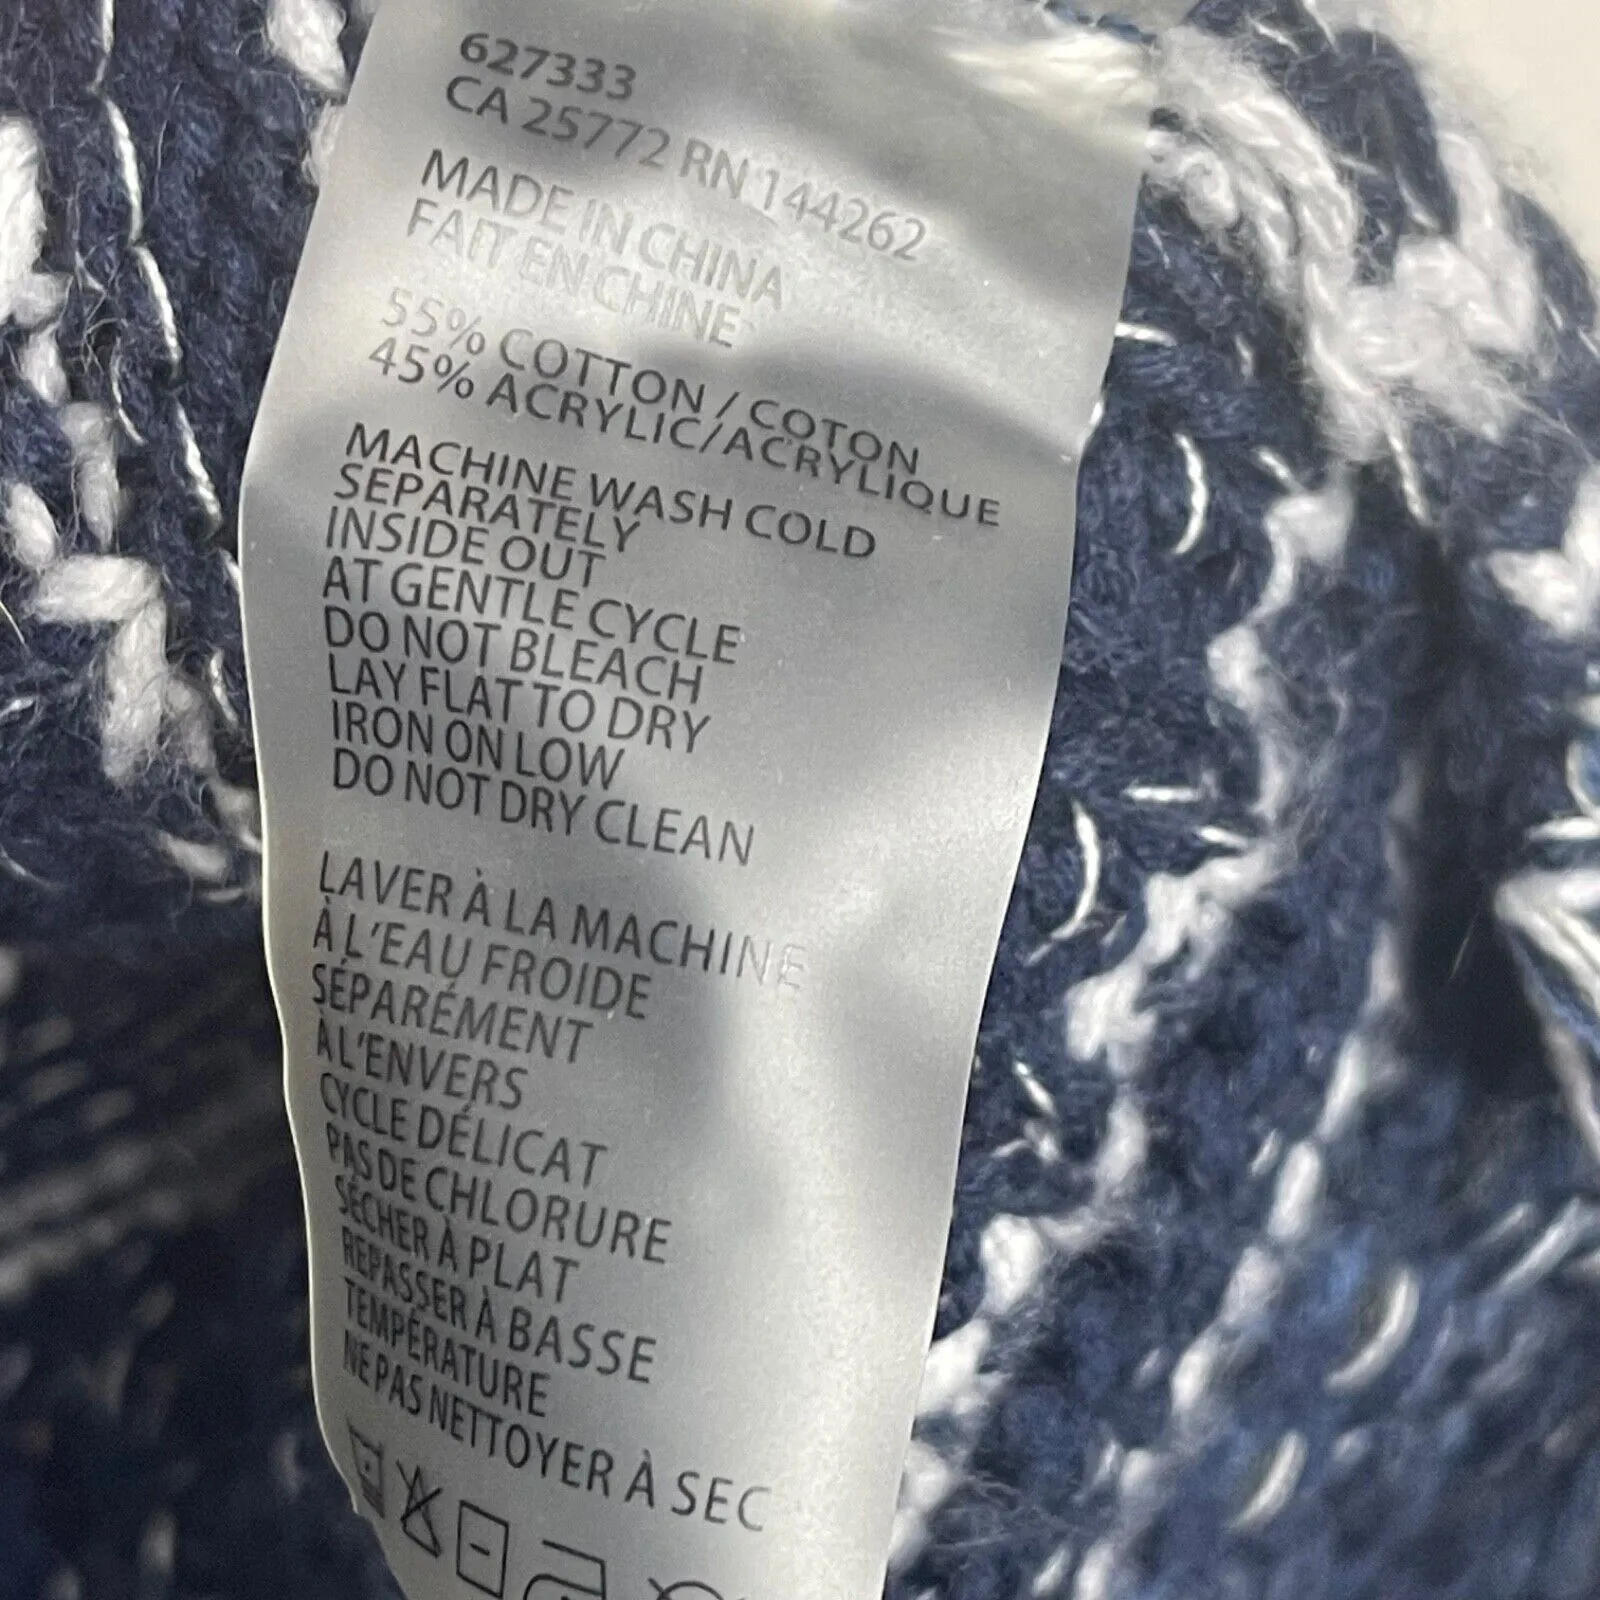 627333
CA 25772 RN 144262
MADE IN CHINA
FAIT EN CHINE
55% COTTON / COTON
45% ACRYLIC/ACRYLIQUE
MACHINE WASH COLD
SEPARATELY
INSIDE OUT
AT GENTLE CYCLE
DO NOT BLEACH
LAY FLAT TO DRY
IRON ON LOW
DO NOT DRY CLEAN
LAVER À LA MACHINE
À L'EAU FROIDE
SÉPARÉMENT
À L'ENVERS
CYCLE DÉLICAT
PAS DE CHLORURE
SÉCHER À PLAT
REPASSER À BASSE
TEMPÉRATURE
NE PAS NETTOYER À SEC